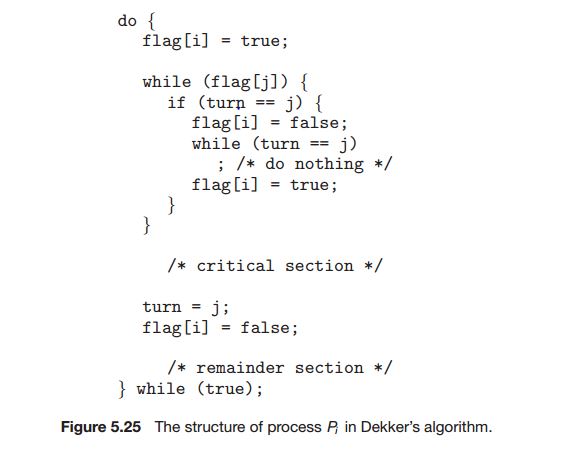 do {
flag[i] = true;
while (flag[j]) {
if (turn == j) {
flag[i] = false;
while (turn == j)
; /* do nothing */
flag[i] = true;
}
}
/* critical section */
turn = j;
flag[i] = false;
/* remainder section */
} while (true);
Figure 5.25 The structure of process Pi in Dekker's algorithm.